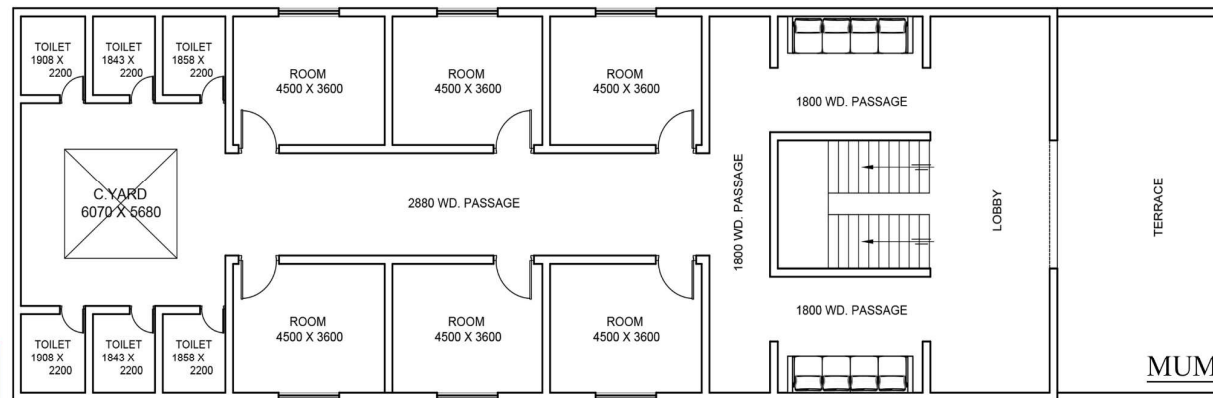 TOILET
1908 X
2200
TOILET
1843 X
2200
TOILET
1858 X
2200
ROOM
4500 X 3600
ROOM
4500 X 3600
ROOM
4500 X 3600
1800 WD. PASSAGE
C.YARD
6070 X 5680
2880 WD. PASSAGE
1800 WD. PASSAGE
LOBBY
TERRACE
1800 WD. PASSAGE
TOILET
1908 X
2200
TOILET
1843 X
2200
TOILET
1858 X
2200
ROOM
4500 X 3600
ROOM
4500 X 3600
ROOM
4500 X 3600
MUM